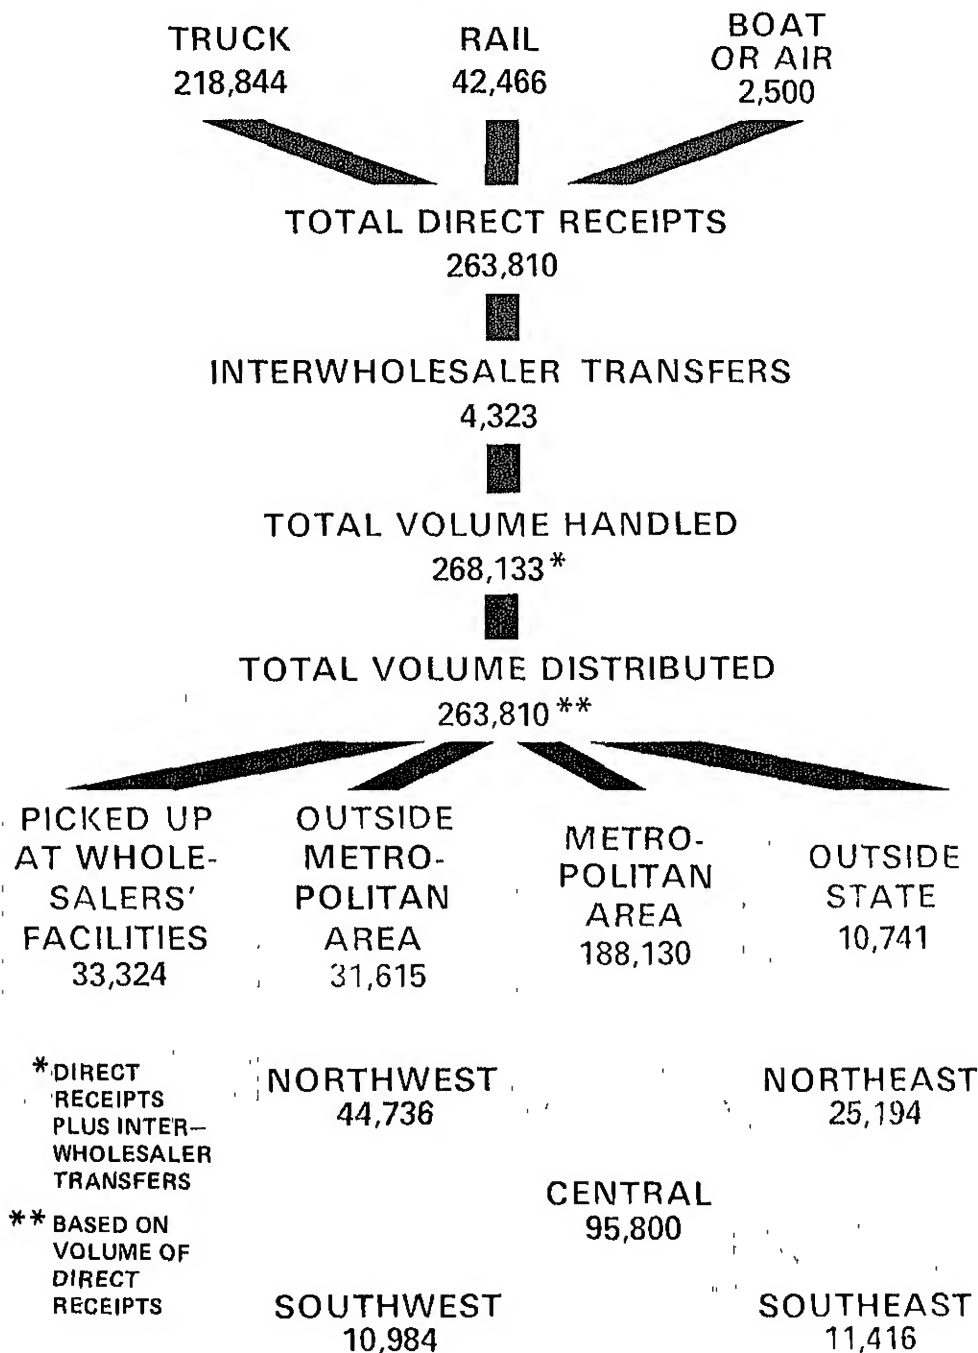 TRUCK
218,844
RAIL
42,466
BOAT
OR AIR
2,500
TOTAL DIRECT RECEIPTS
263,810
INTERWHOLESALER TRANSFERS
4,323
TOTAL VOLUME HANDLED
268,133*
TOTAL VOLUME DISTRIBUTED
263,810**
PICKED UP
AT WHOLE-
SALERS'
FACILITIES
33,324
OUTSIDE
METRO-
POLITAN
AREA
31,615
METRO-
POLITAN
AREA
188,130
OUTSIDE
STATE
10,741
*DIRECT
RECEIPTS
PLUS INTER-
WHOLESALER
TRANSFERS
** BASED ON
VOLUME OF
DIRECT
RECEIPTS
NORTHWEST
44,736
NORTHEAST
25,194
CENTRAL
95,800
SOUTHWEST
10,984
SOUTHEAST
11,416